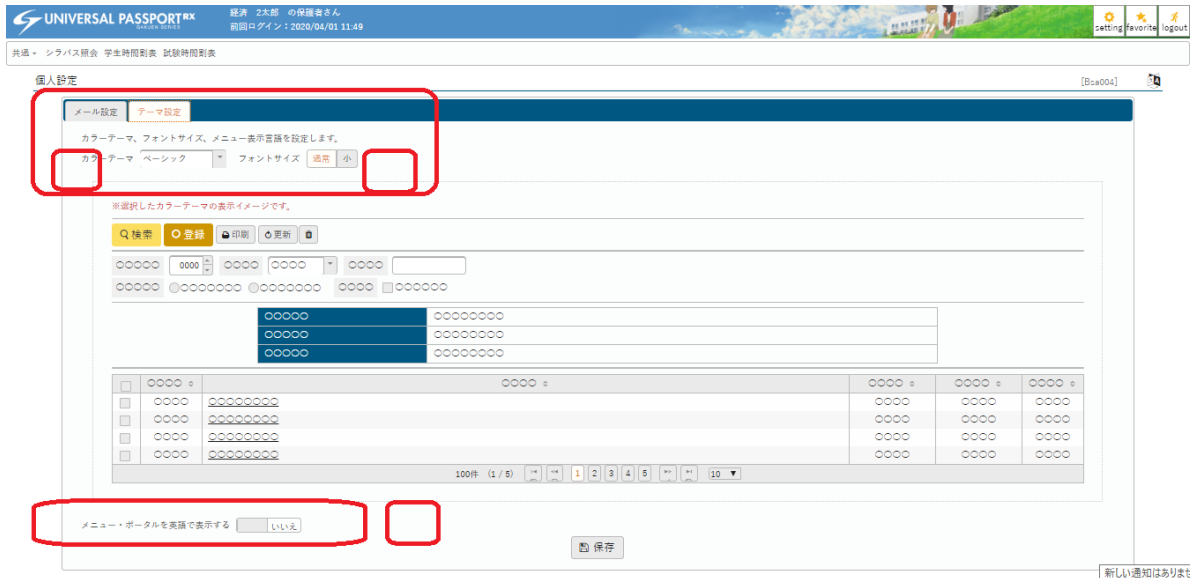 UNIVERSAL PASSPORT RX
GAKUEN SERIES
経済 2太郎 の保護者さん
前回ログイン：2020/04/01 11:49
setting favorite logout
共通 シラバス照会 学生時間割表 試験時間割表
個人設定
[Bsa004]
メール設定 テーマ設定
カラーテーマ、フォントサイズ、メニュー表示言語を設定します。
カラーテーマ ベーシック フォントサイズ 通常 小
※選択したカラーテーマの表示イメージです。
検索 登録 印刷 更新
○○○○○ 0000 ○○○○ ○○○○ ○○○○
○○○○○ ○○○○○○○ ○○○○○○○ ○○○○ ○○○○○○
○○○○○ ○○○○○○○○
○○○○○ ○○○○○○○○
○○○○○ ○○○○○○○○
○○○○ ○○○○ ○○○○ ○○○○ ○○○○
○○○○ ○○○○○○○○ ○○○○ ○○○○ ○○○○
○○○○ ○○○○○○○○ ○○○○ ○○○○ ○○○○
○○○○ ○○○○○○○○ ○○○○ ○○○○ ○○○○
○○○○ ○○○○○○○○ ○○○○ ○○○○ ○○○○
100件 (1 / 5) 1 2 3 4 5 10
メニュー・ポータルを英語で表示する いいえ
保存
新しい通知はありませ